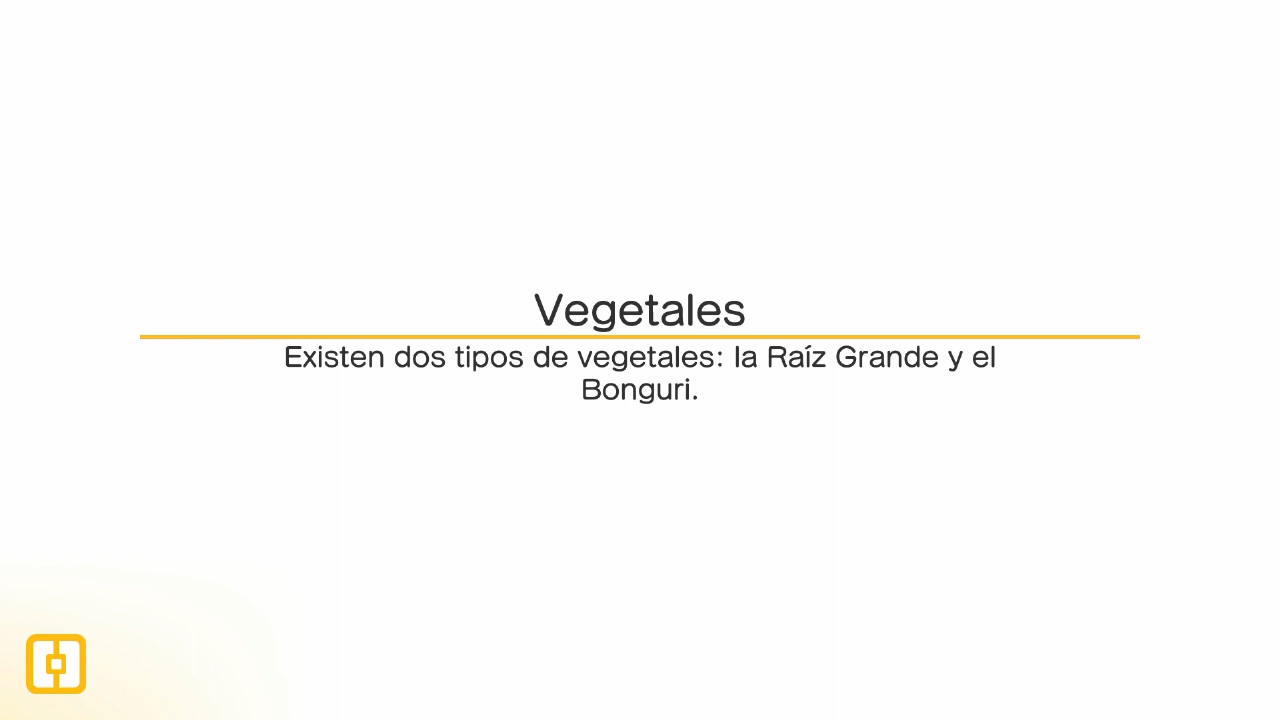 Vegetales
Existen dos tipos de vegetales: la Raíz Grande y el
Bonguri.